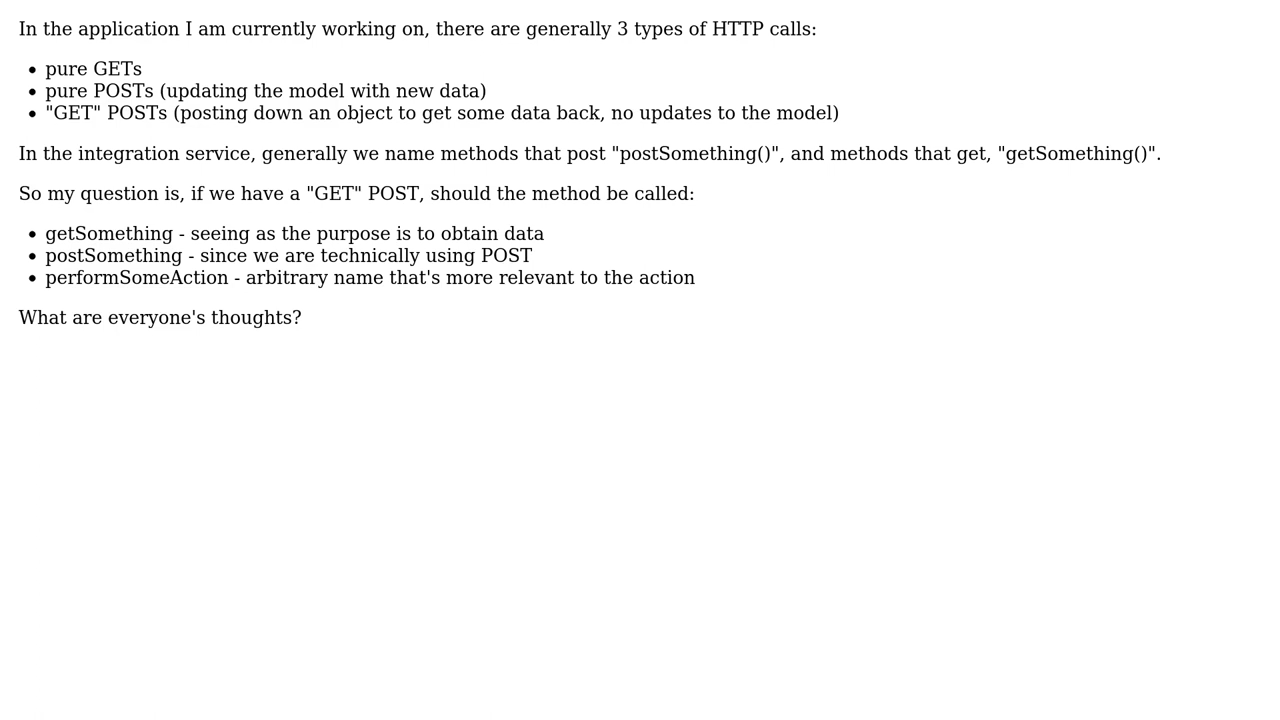 In the application I am currently working on, there are generally 3 types of HTTP calls:
• pure GETs
• pure POSTs (updating the model with new data)
• "GET" POSTs (posting down an object to get some data back, no updates to the model)
In the integration service, generally we name methods that post "postSomething()", and methods that get, "getSomething()".
So my question is, if we have a "GET" POST, should the method be called:
• getSomething - seeing as the purpose is to obtain data
• postSomething - since we are technically using POST
• performSomeAction - arbitrary name that's more relevant to the action
What are everyone's thoughts?